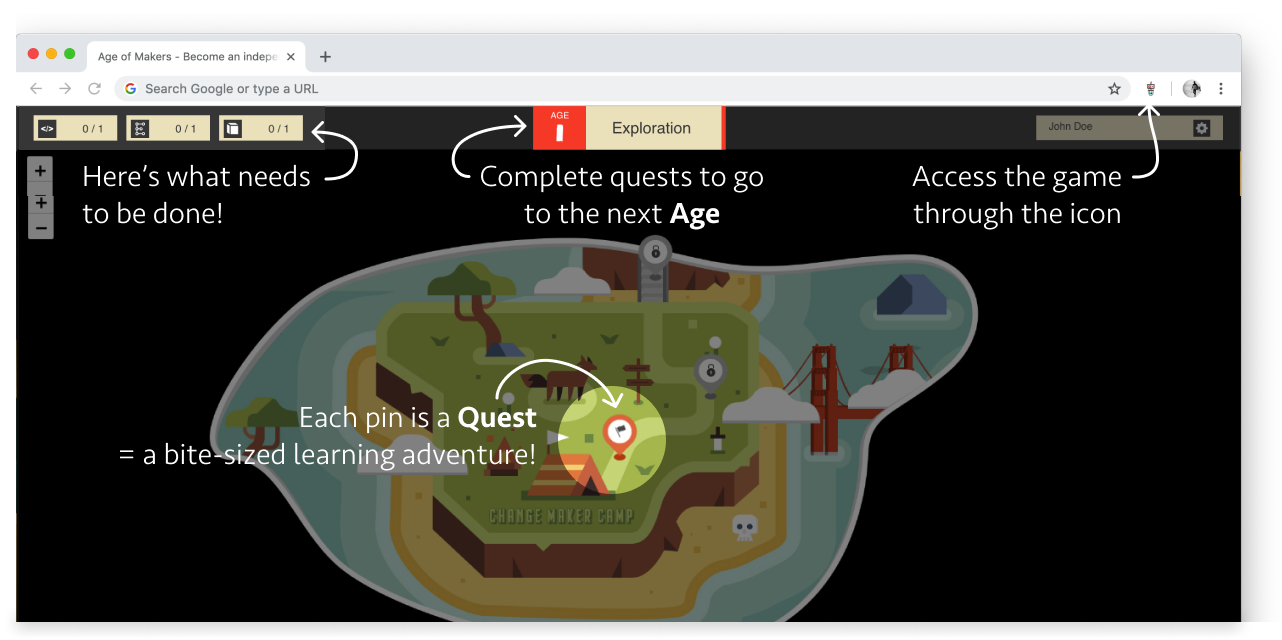 Age of Makers - Become an indepe
Search Google or type a URL
0 / 1
0 / 1
0 / 1
AGE
I
Exploration
John Doe
Here's what needs
to be done!
Complete quests to go
to the next Age
Access the game
through the icon
Each pin is a Quest
= a bite-sized learning adventure!
CHANGE MAKER CAMP